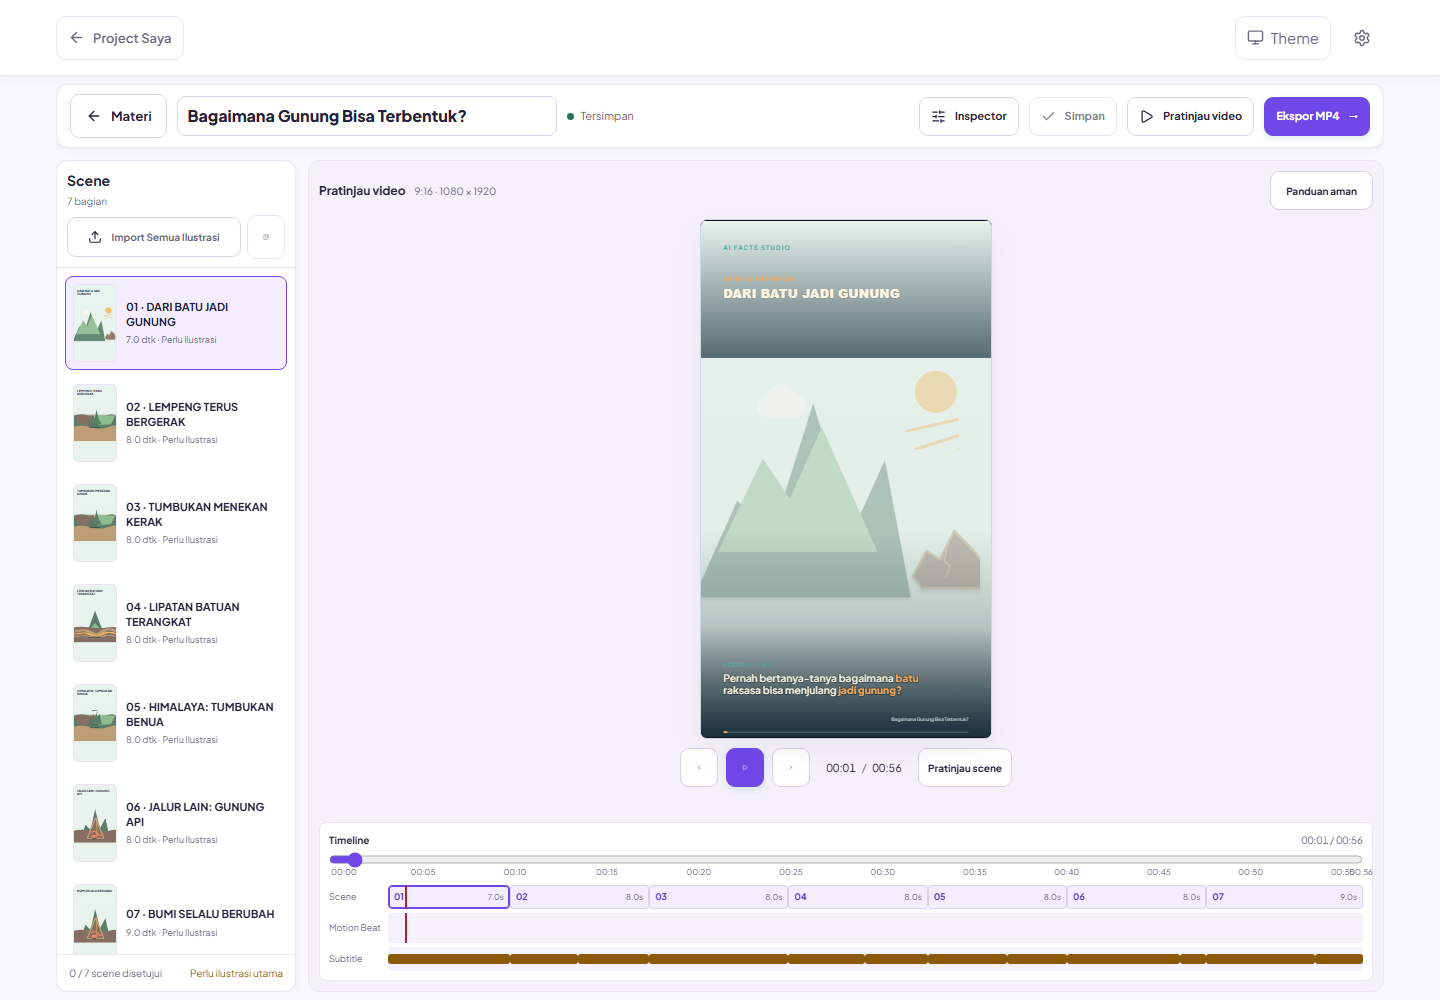 Project Saya
Theme
Materi
Bagaimana Gunung Bisa Terbentuk?
Tersimpan
Inspector
Simpan
Pratinjau video
Ekspor MP4 →
Scene
7 bagian
Import Semua Ilustrasi
01 · DARI BATU JADI
GUNUNG
7.0 dtk · Perlu Ilustrasi
02 · LEMPENG TERUS
BERGERAK
8.0 dtk · Perlu Ilustrasi
03 · TUMBUKAN MENEKAN
KERAK
8.0 dtk · Perlu Ilustrasi
04 · LIPATAN BATUAN
TERANGKAT
8.0 dtk · Perlu Ilustrasi
05 · HIMALAYA: TUMBUKAN
BENUA
8.0 dtk · Perlu Ilustrasi
06 · JALUR LAIN: GUNUNG
API
8.0 dtk · Perlu Ilustrasi
07 · BUMI SELALU BERUBAH
9.0 dtk · Perlu Ilustrasi
0 / 7 scene disetujui
Perlu ilustrasi utama
Pratinjau video
9:16 · 1080 × 1920
Panduan aman
AI FACTS STUDIO
DARI BATU JADI GUNUNG
Pernah bertanya-tanya bagaimana batu
raksasa bisa menjulang jadi gunung?
Bagaimana Gunung Bisa Terbentuk?
00:01 / 00:56
Pratinjau scene
Timeline
00:01 / 00:56
00:00 00:05 00:10 00:15 00:20 00:25 00:30 00:35 00:40 00:45 00:50 00:55 00:56
Scene
01 7.0s 02 8.0s 03 8.0s 04 8.0s 05 8.0s 06 8.0s 07 9.0s
Motion Beat
Subtitle